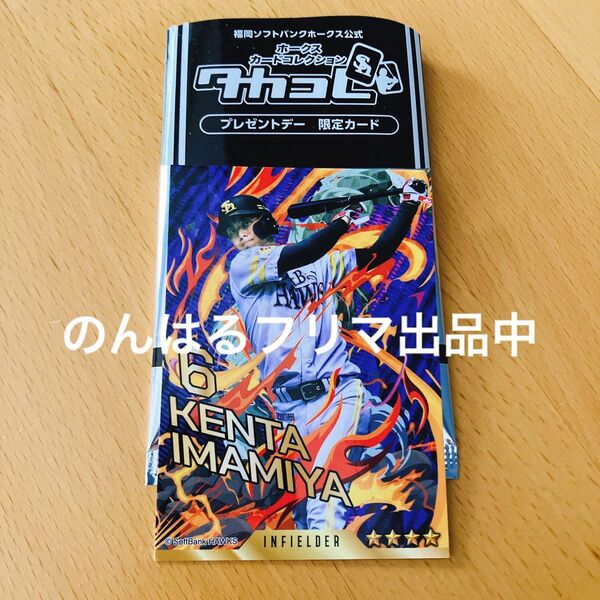 福岡ソフトバンクホークス公式
ホークス
カードコレクション
タカコレ
プレゼントデー 限定カード
HAWKS
のんはるフリマ出品中
6
KENTA
IMAMIYA
© SoftBank HAWKS
INFIELDER